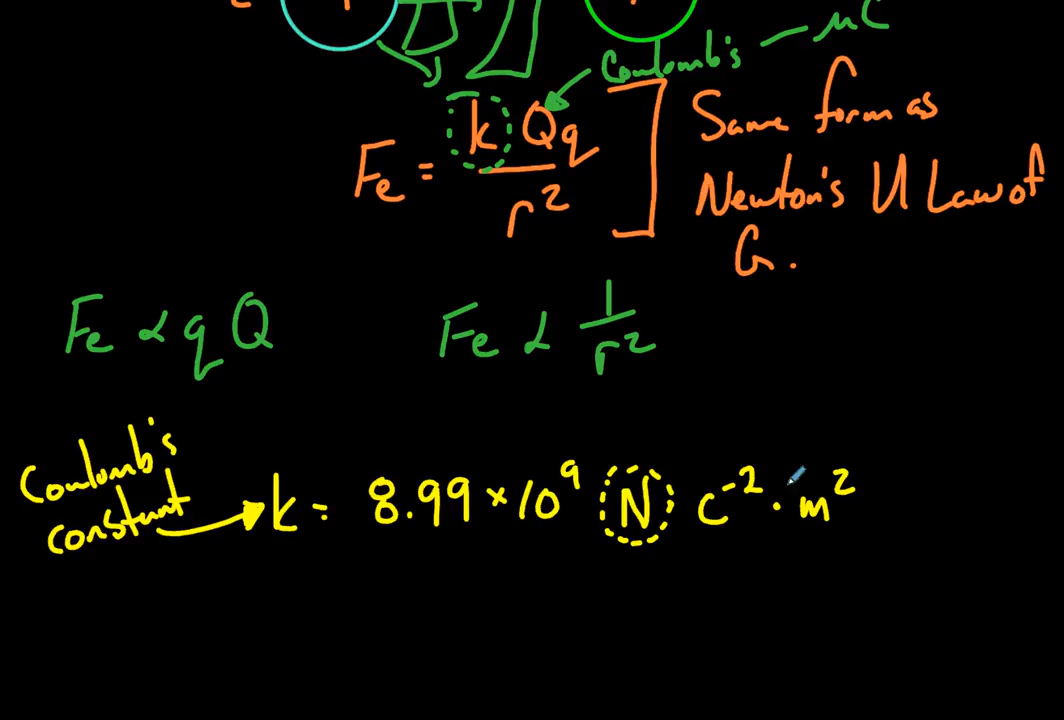 Coulomb's — μC
Fe = k Qq / r²
Same form as
Newton's U Law of
G.
Fe ∝ q Q
Fe ∝ 1 / r²
Coulomb's
constant
k = 8.99 × 10⁹ N C⁻² · m²